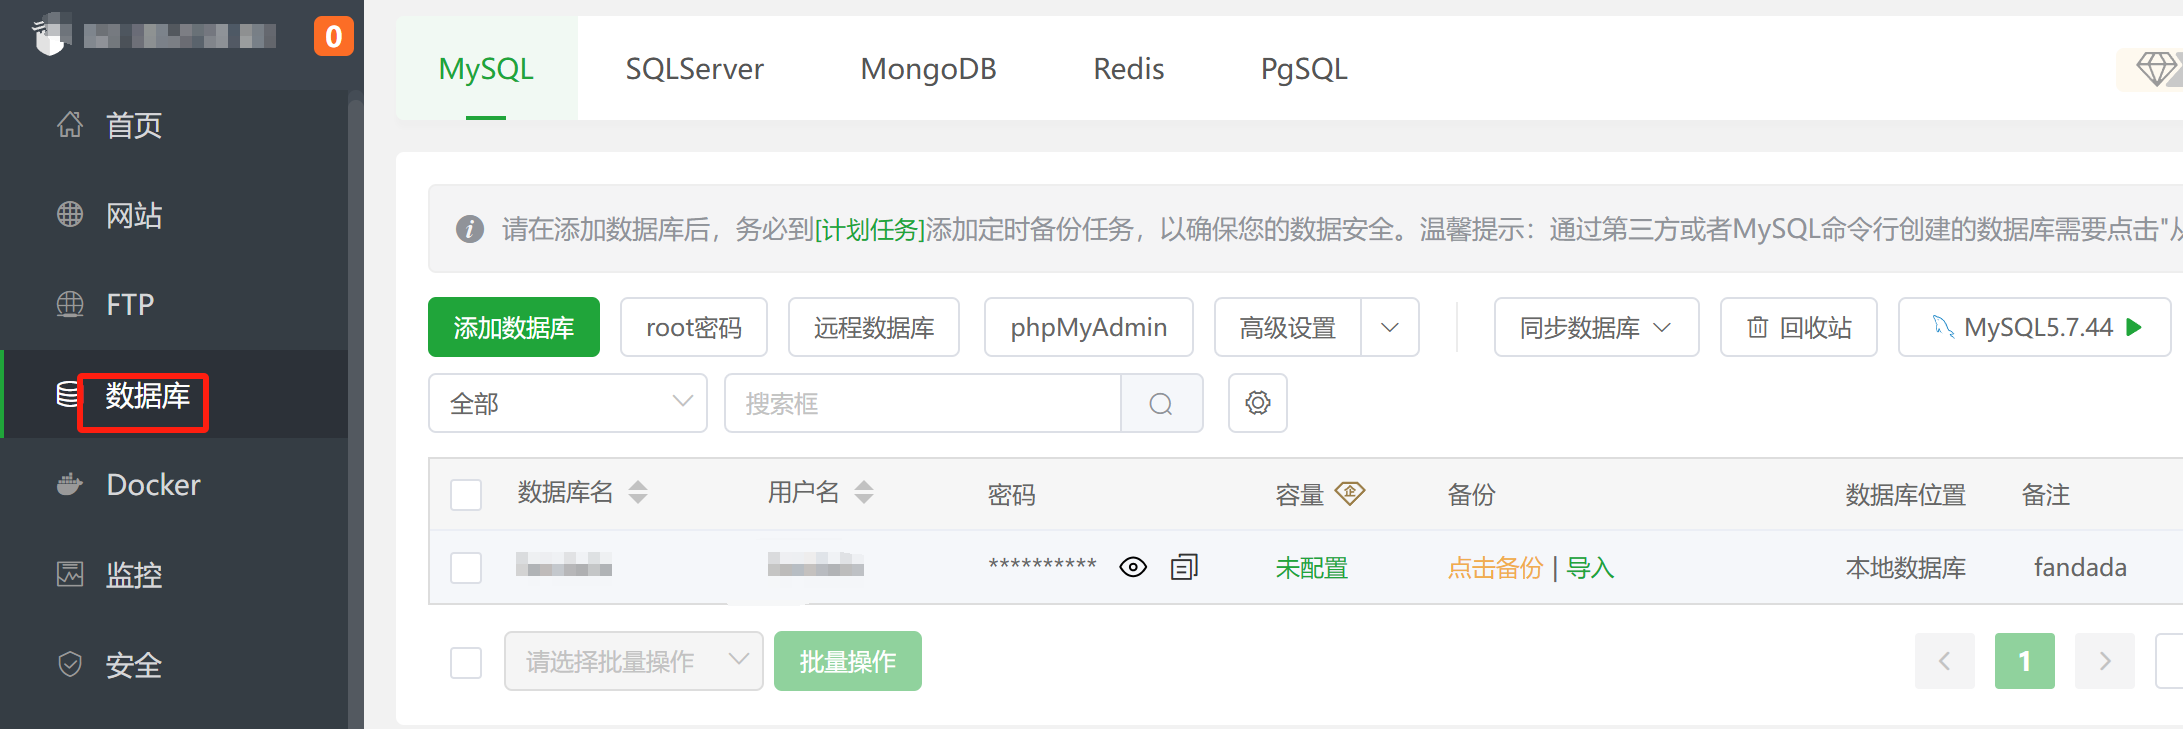 0
首页
网站
FTP
数据库
Docker
监控
安全
MySQL SQLServer MongoDB Redis PgSQL
请在添加数据库后，务必到[计划任务]添加定时备份任务，以确保您的数据安全。温馨提示：通过第三方或者MySQL命令行创建的数据库需要点击"从
添加数据库 root密码 远程数据库 phpMyAdmin 高级设置 同步数据库 回收站 MySQL5.7.44
全部 搜索框
数据库名 用户名 密码 容量 企 备份 数据库位置 备注
********** 未配置 点击备份 | 导入 本地数据库 fandada
请选择批量操作 批量操作 1